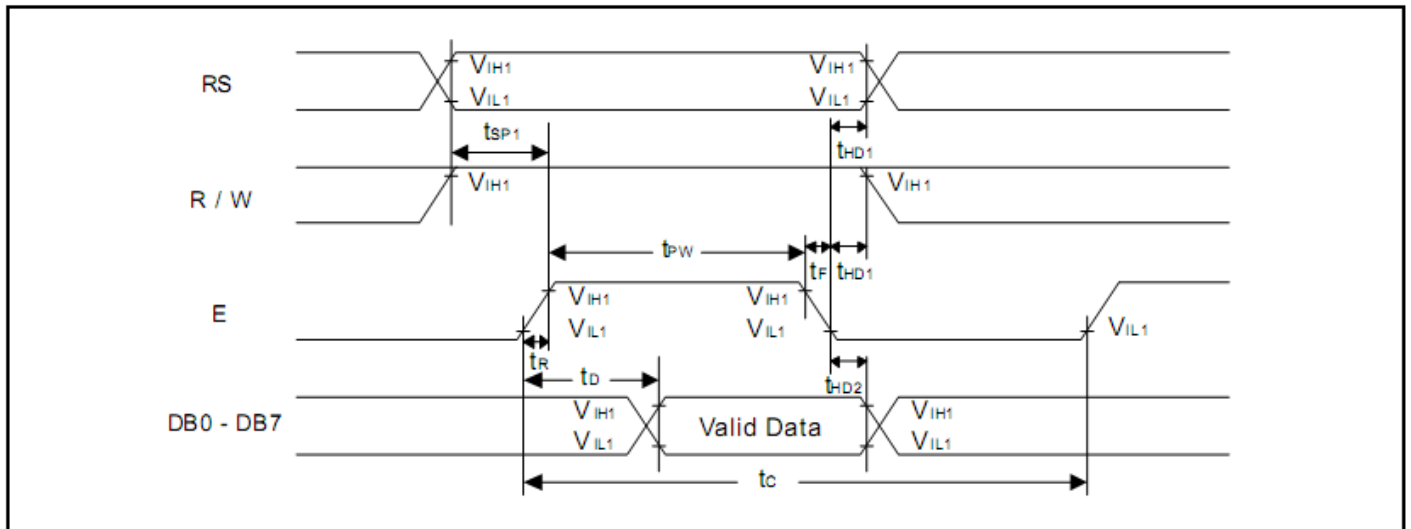 RS
VIH1 VIH1
VIL1 VIL1
tSP1 tHD1
R / W VIH1 VIH1
tPW tF tHD1
E VIH1 VIH1
VIL1 VIL1 VIL1
tR tD tHD2
DB0 - DB7 VIH1 Valid Data VIH1
VIL1 VIL1
tC